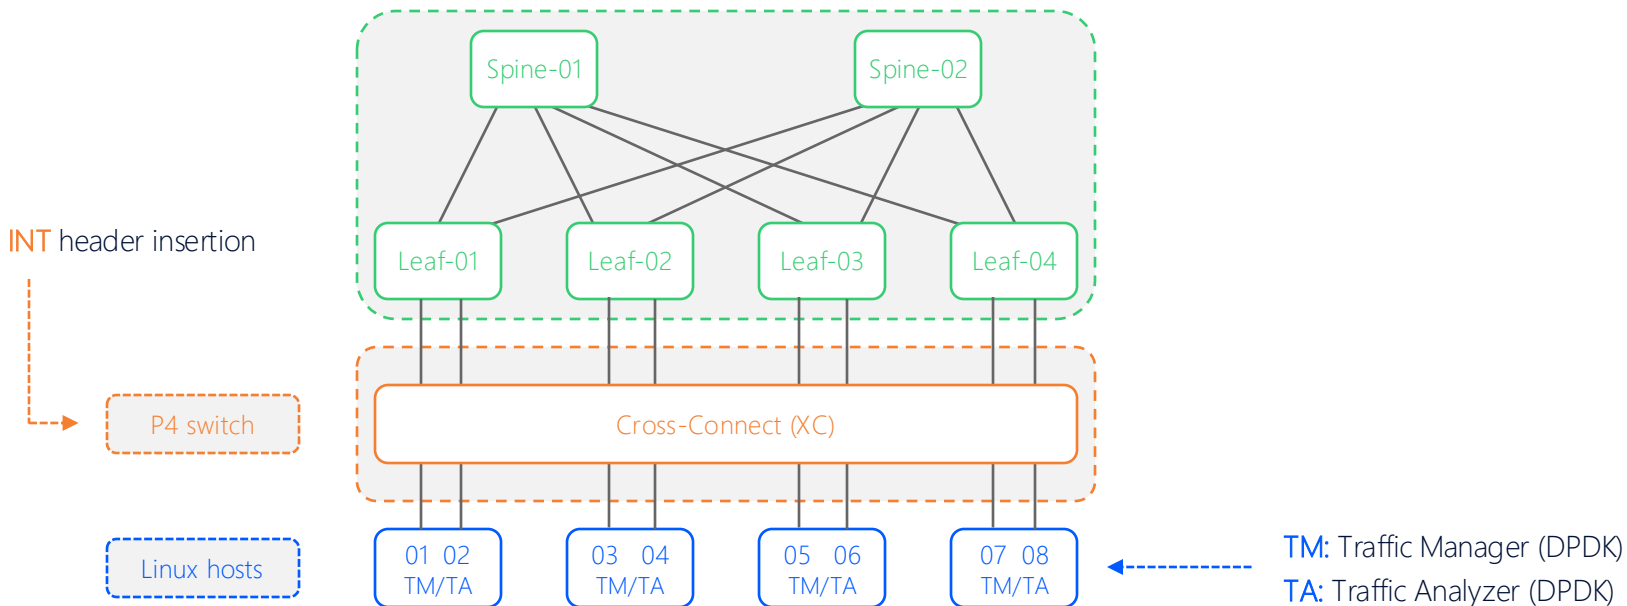 Spine-01
Spine-02
INT header insertion
Leaf-01
Leaf-02
Leaf-03
Leaf-04
P4 switch
Cross-Connect (XC)
Linux hosts
01 02
TM/TA
03 04
TM/TA
05 06
TM/TA
07 08
TM/TA
TM: Traffic Manager (DPDK)
TA: Traffic Analyzer (DPDK)